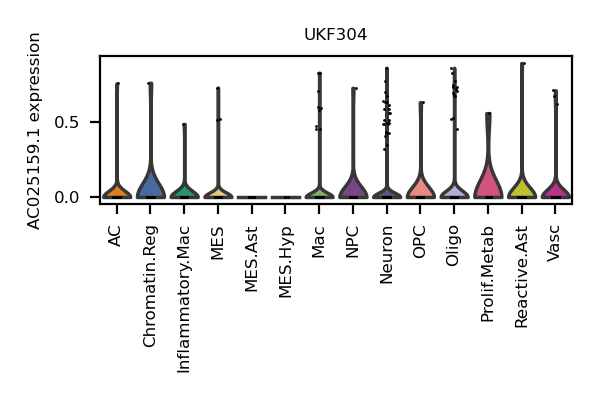 UKF304
AC025159.1 expression
0.5
0.0
AC
Chromatin.Reg
Inflammatory.Mac
MES
MES.Ast
MES.Hyp
Mac
NPC
Neuron
OPC
Oligo
Prolif.Metab
Reactive.Ast
Vasc